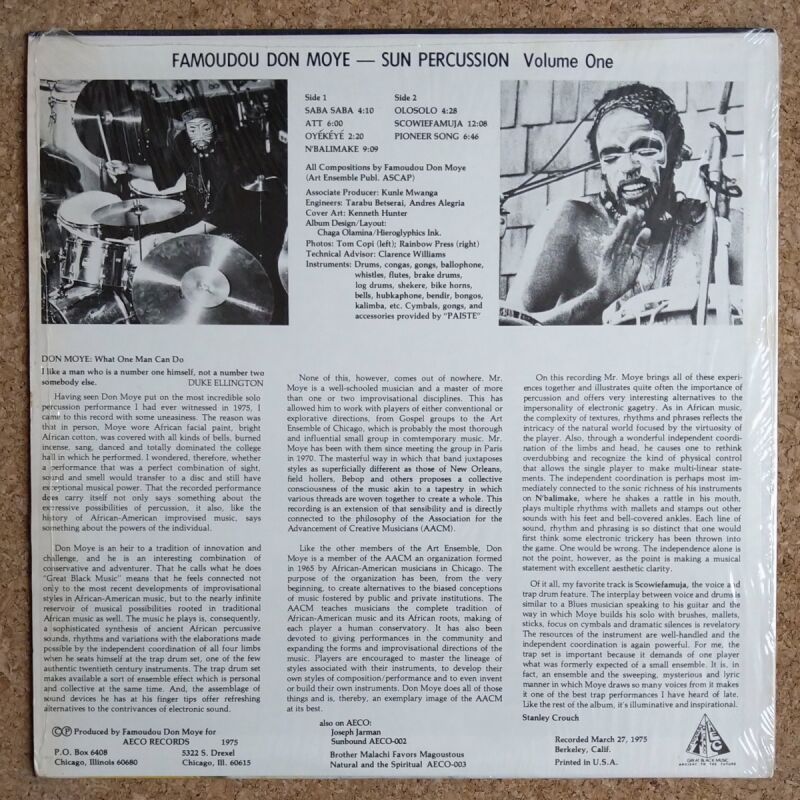 FAMOUDOU DON MOYE — SUN PERCUSSION Volume One
Side 1
SABA SABA 4:10
ATT 6:00
OYÉKÉYÉ 2:20
N'BALIMAKE 9:09
Side 2
OLOSOLO 4:28
SCOWIEFAMUJA 12:08
PIONEER SONG 6:46
All Compositions by Famoudou Don Moye
(Art Ensemble Publ. ASCAP)
Associate Producer: Kunle Mwanga
Engineers: Tarabu Betserai, Andres Alegria
Cover Art: Kenneth Hunter
Album Design/Layout:
Chaga Olamina/Hieroglyphics Ink.
Photos: Tom Copi (left); Rainbow Press (right)
Technical Advisor: Clarence Williams
Instruments: Drums, congas, gongs, ballophone,
whistles, flutes, brake drums,
log drums, shekere, bike horns,
bells, hubkaphone, bendir, bongos,
kalimba, etc. Cymbals, gongs, and
accessories provided by "PAISTE"
DON MOYE: What One Man Can Do
I like a man who is a number one himself, not a number two
somebody else. DUKE ELLINGTON
Having seen Don Moye put on the most incredible solo
percussion performance I had ever witnessed in 1975, I
came to this record with some uneasiness. The reason was
that in person, Moye wore African facial paint, bright
African cotton, was covered with all kinds of bells, burned
incense, sang, danced and totally dominated the college
hall in which he performed. I wondered, therefore, whether
a performance that was a perfect combination of sight,
sound and smell would transfer to a disc and still have
exceptional musical power. That the recorded performance
does carry itself not only says something about the
expressive possibilities of percussion, it also, like the
history of African-American improvised music, says
something about the powers of the individual.
Don Moye is an heir to a tradition of innovation and
challenge, and he is an interesting combination of
conservative and adventurer. That he calls what he does
"Great Black Music" means that he feels connected not
only to the most recent developments of improvisational
styles in African-American music, but to the nearly infinite
reservoir of musical possibilities rooted in traditional
African music as well. The music he plays is, consequently,
a sophisticated synthesis of ancient African percussive
sounds, rhythms and variations with the elaborations made
possible by the independent coordination of all four limbs
when he seats himself at the trap drum set, one of the few
authentic twentieth century instruments. The trap drum set
makes available a sort of ensemble effect which is personal
and collective at the same time. And, the assemblage of
sound devices he has at his finger tips offer refreshing
alternatives to the contrivances of electronic sound.
None of this, however, comes out of nowhere. Mr.
Moye is a well-schooled musician and a master of more
than one or two improvisational disciplines. This has
allowed him to work with players of either conventional or
explorative directions, from Gospel groups to the Art
Ensemble of Chicago, which is probably the most thorough
and influential small group in comtemporary music. Mr.
Moye has been with them since meeting the group in Paris
in 1970. The masterful way in which that band juxtaposes
styles as superficially different as those of New Orleans,
field hollers, Bebop and others proposes a collective
consciousness of the music akin to a tapestry in which
various threads are woven together to create a whole. This
recording is an extension of that sensibility and is directly
connected to the philosophy of the Association for the
Advancement of Creative Musicians (AACM).
Like the other members of the Art Ensemble, Don
Moye is a member of the AACM an organization formed
in 1965 by African-American musicians in Chicago. The
purpose of the organization has been, from the very
beginning, to create alternatives to the biased conceptions
of music fostered by public and private institutions. The
AACM teaches musicians the complete tradition of
African-American music and its African roots, making of
each player a human conservatory. It has also been
devoted to giving performances in the community and
expanding the forms and improvisational directions of the
music. Players are encouraged to master the lineage of
styles associated with their instruments, to develop their
own styles of composition/performance and to even invent
or build their own instruments. Don Moye does all of those
things and is, thereby, an exemplary image of the AACM
at its best.
On this recording Mr. Moye brings all of these experi-
ences together and illustrates quite often the importance of
percussion and offers very interesting alternatives to the
impersonality of electronic gagetry. As in African music,
the complexity of textures, rhythms and phrases reflects the
intricacy of the natural world focused by the virtuosity of
the player. Also, through a wonderful independent coordi-
nation of the limbs and head, he causes one to rethink
overdubbing and recognize the kind of physical control
that allows the single player to make multi-linear state-
ments. The independent coordination is perhaps most im-
mediately connected to the sonic richness of his instruments
on N'balimake, where he shakes a rattle in his mouth,
plays multiple rhythms with mallets and stamps out other
sounds with his feet and bell-covered ankles. Each line of
sound, rhythm and phrasing is so distinct that one would
first think some electronic trickery has been thrown into
the game. One would be wrong. The independence alone is
not the point, however, as the point is making a musical
statement with excellent aesthetic clarity.
Of it all, my favorite track is Scowiefamuja, the voice and
trap drum feature. The interplay between voice and drums is
similar to a Blues musician speaking to his guitar and the
way in which Moye builds his solo with brushes, mallets,
sticks, focus on cymbals and dramatic silences is revelatory.
The resources of the instrument are well-handled and the
independent coordination is again powerful. For me, the
trap set is important because it demands of one player
what was formerly expected of a small ensemble. It is, in
fact, an ensemble and the sweeping, mysterious and lyric
manner in which Moye draws so many voices from it makes
it one of the best trap performances I have heard of late.
Like the rest of the album, it's illuminative and inspirational.
Stanley Crouch
©℗ Produced by Famoudou Don Moye for
AECO RECORDS 1975
P.O. Box 6408 5322 S. Drexel
Chicago, Illinois 60680 Chicago, Ill. 60615
also on AECO:
Joseph Jarman
Sunbound AECO-002
Brother Malachi Favors Magoustous
Natural and the Spiritual AECO-003
Recorded March 27, 1975
Berkeley, Calif.
Printed in U.S.A.
AEC
GREAT BLACK MUSIC
ANCIENT TO THE FUTURE